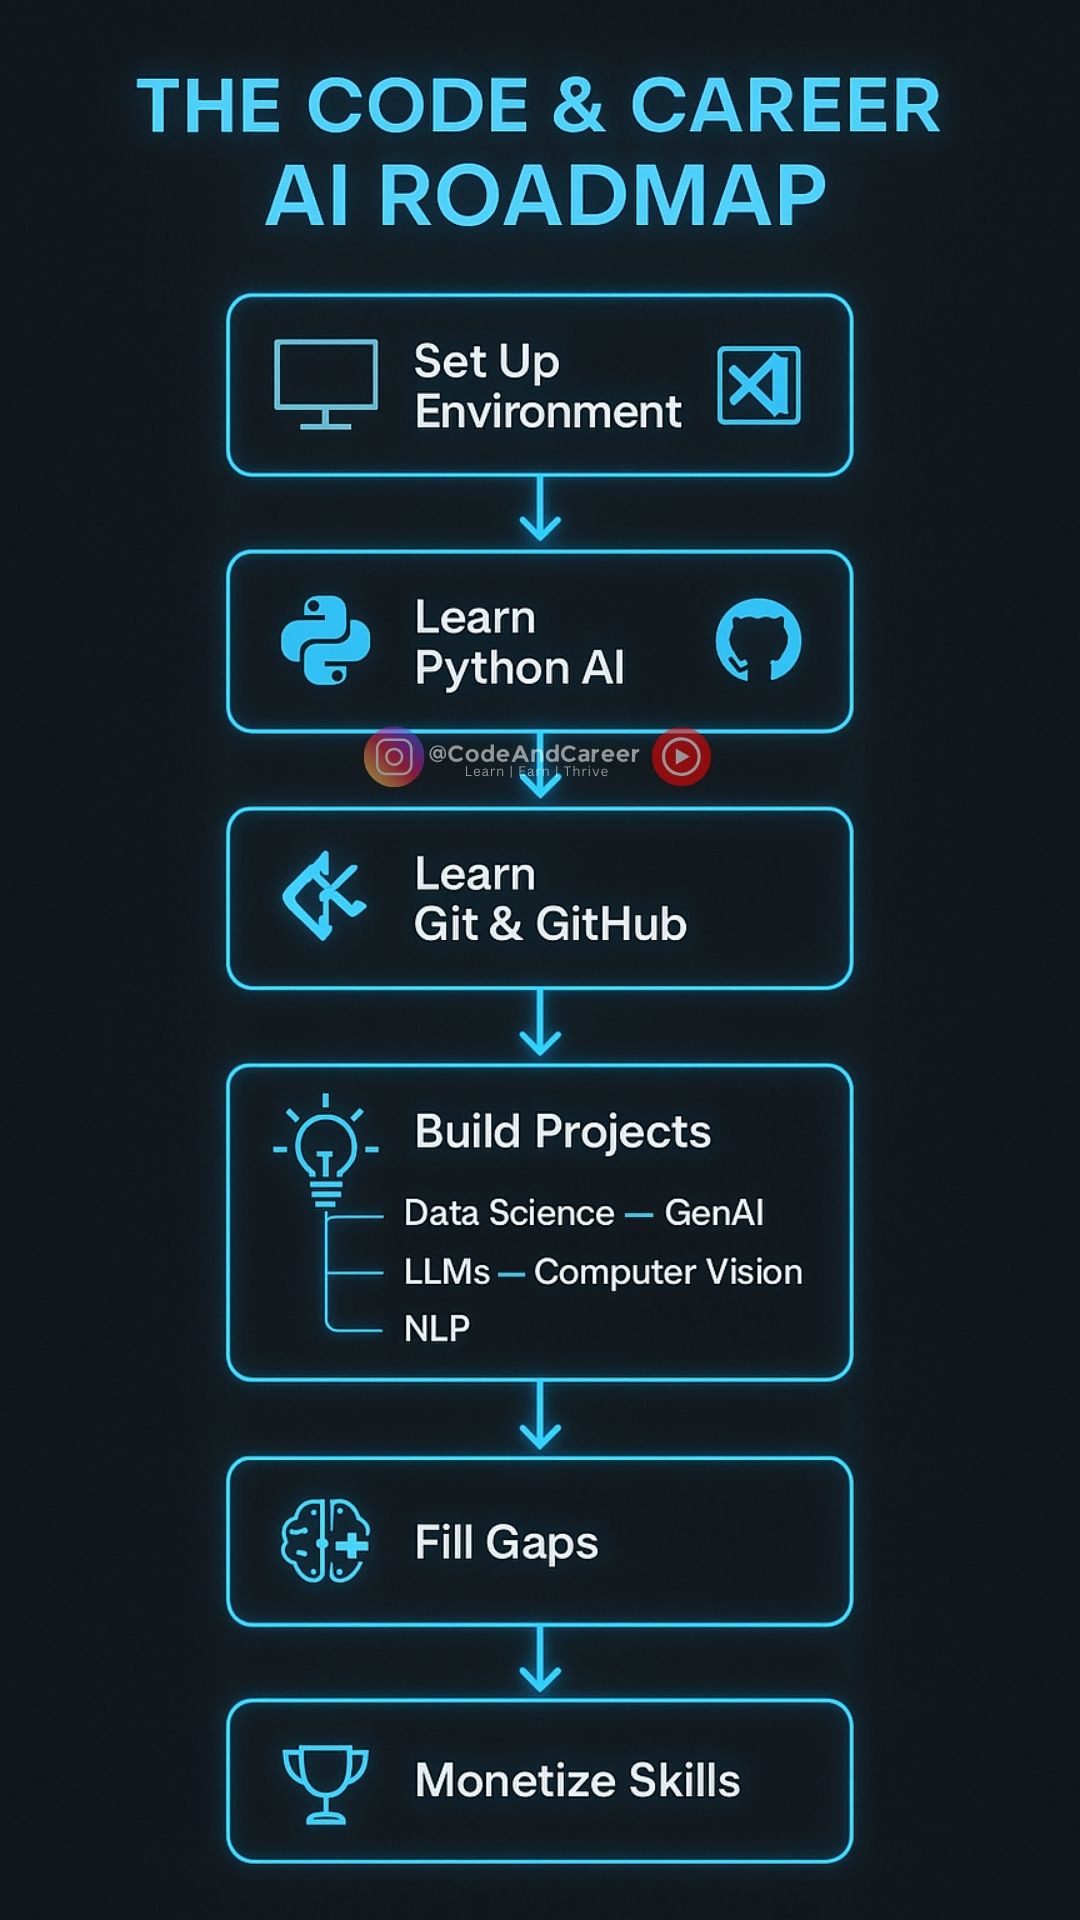 THE CODE & CAREER
AI ROADMAP
Set Up
Environment
Learn
Python AI
@CodeAndCareer
Learn | Earn | Thrive
Learn
Git & GitHub
Build Projects
Data Science — GenAI
LLMs — Computer Vision
NLP
Fill Gaps
Monetize Skills